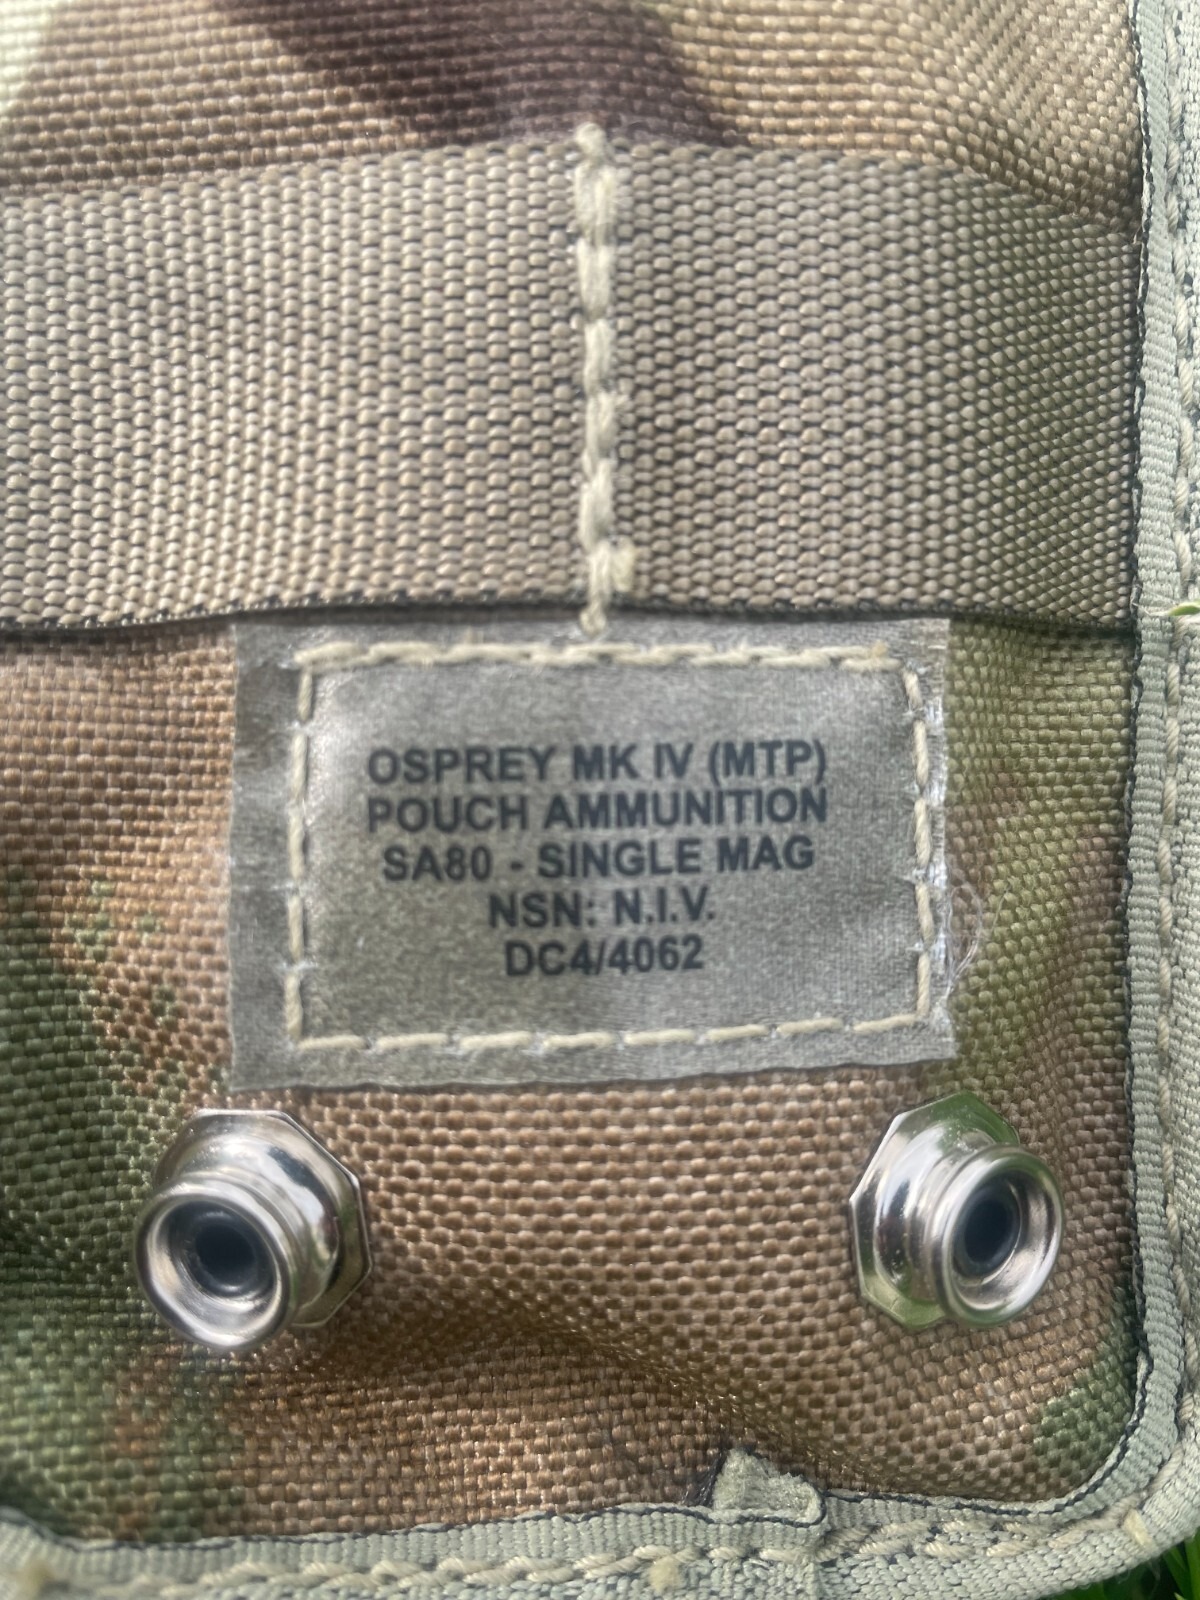 OSPREY MK IV (MTP)
POUCH AMMUNITION
SA80 - SINGLE MAG
NSN: N.I.V.
DC4/4062